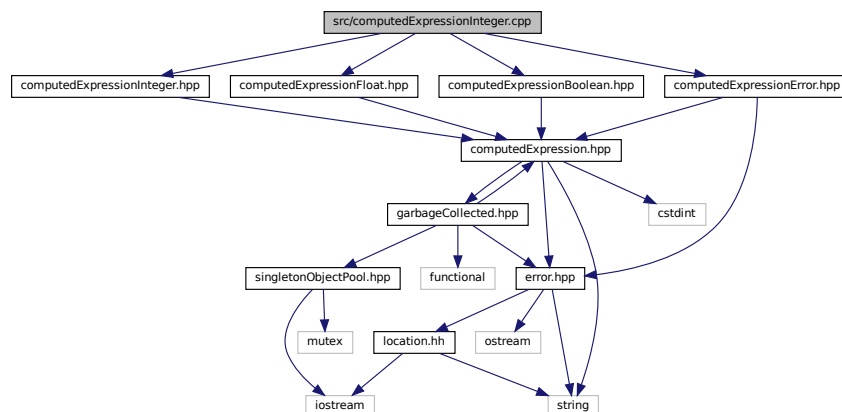 src/computedExpressionInteger.cpp
computedExpressionInteger.hpp
computedExpressionFloat.hpp
computedExpressionBoolean.hpp
computedExpressionError.hpp
computedExpression.hpp
garbageCollected.hpp
cstdint
singletonObjectPool.hpp
functional
error.hpp
mutex
location.hh
ostream
iostream
string